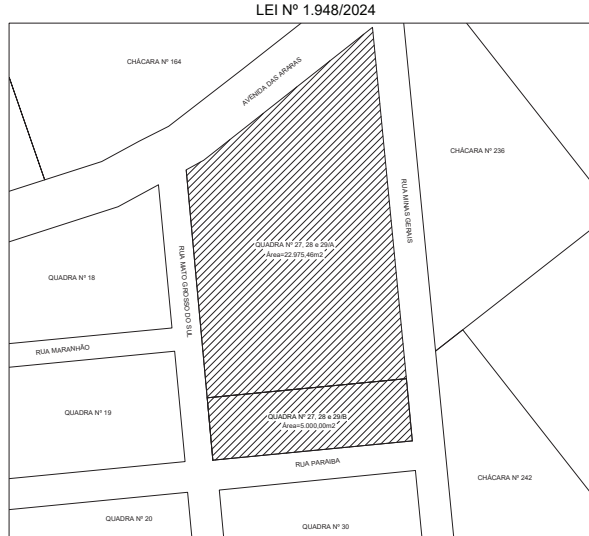 LEI Nº 1.948/2024
CHÁCARA Nº 164
AVENIDA DAS ARARAS
CHÁCARA Nº 236
RUA MINAS GERAIS
QUADRA Nº 27, 28 e 29/A
Área=22.975,46m2
RUA MATO GROSSO DO SUL
QUADRA Nº 18
RUA MARANHÃO
QUADRA Nº 19
QUADRA Nº 27, 28 e 29/B
Área=5.000,00m2
RUA PARAIBA
CHÁCARA Nº 242
QUADRA Nº 20
QUADRA Nº 30